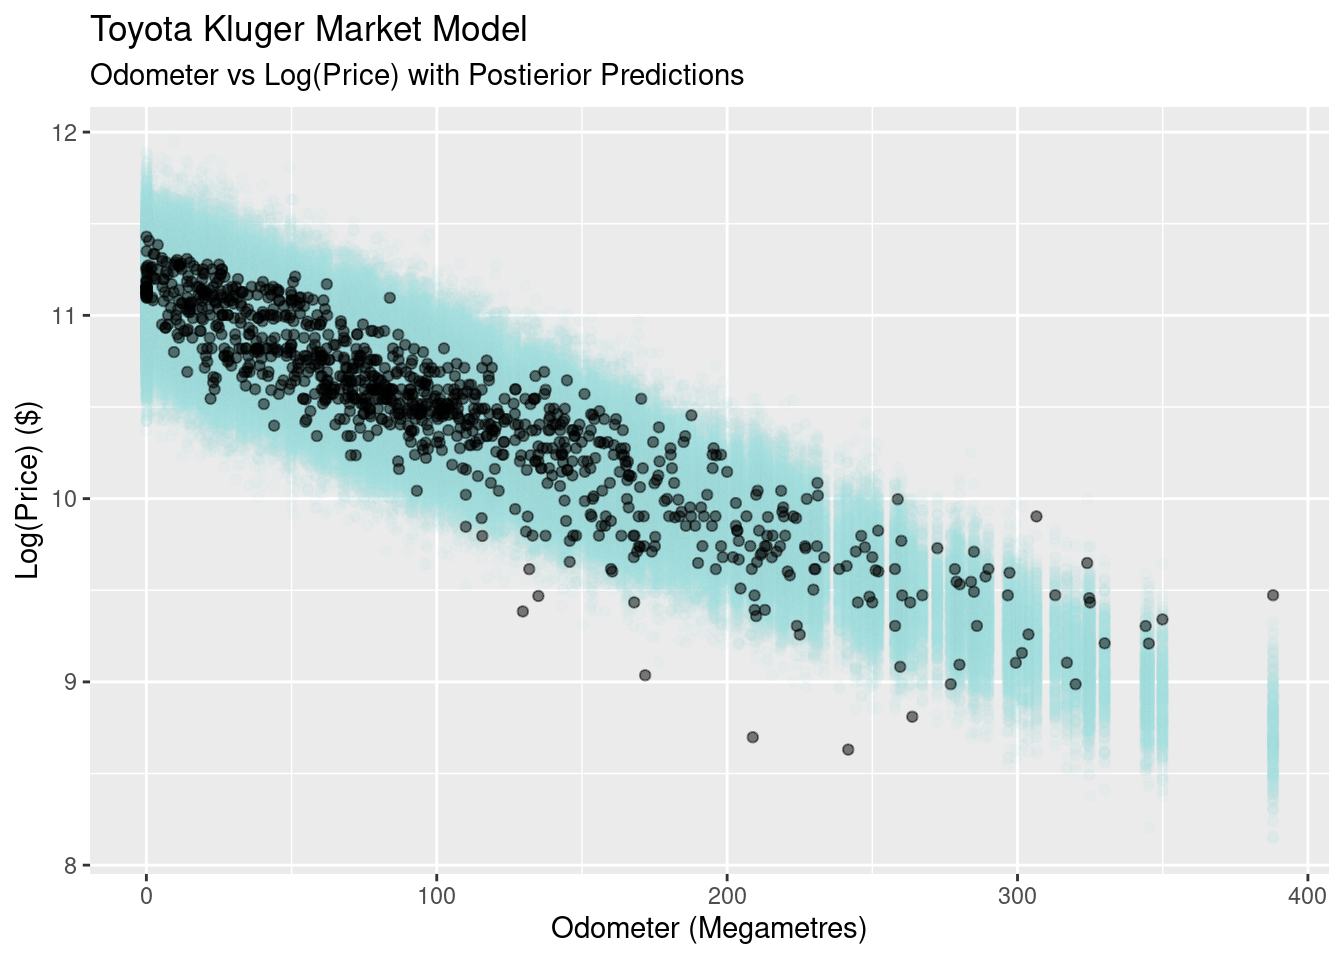 Toyota Kluger Market Model
Odometer vs Log(Price) with Postierior Predictions
12
11
10
9
8
Log(Price) ($)
0 100 200 300 400
Odometer (Megametres)